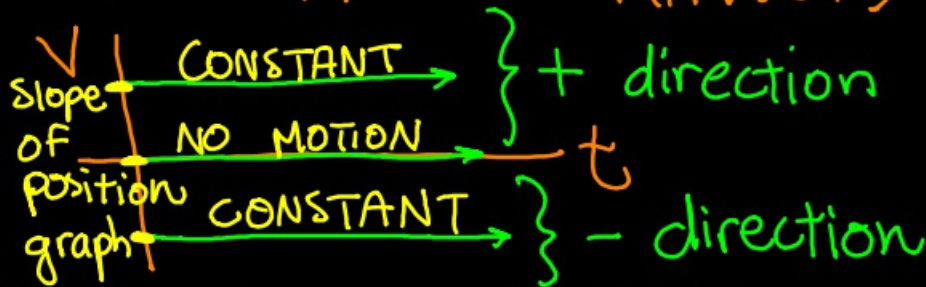 V
CONSTANT
} + direction
slope
of
NO MOTION
t
position
CONSTANT
} - direction
graph